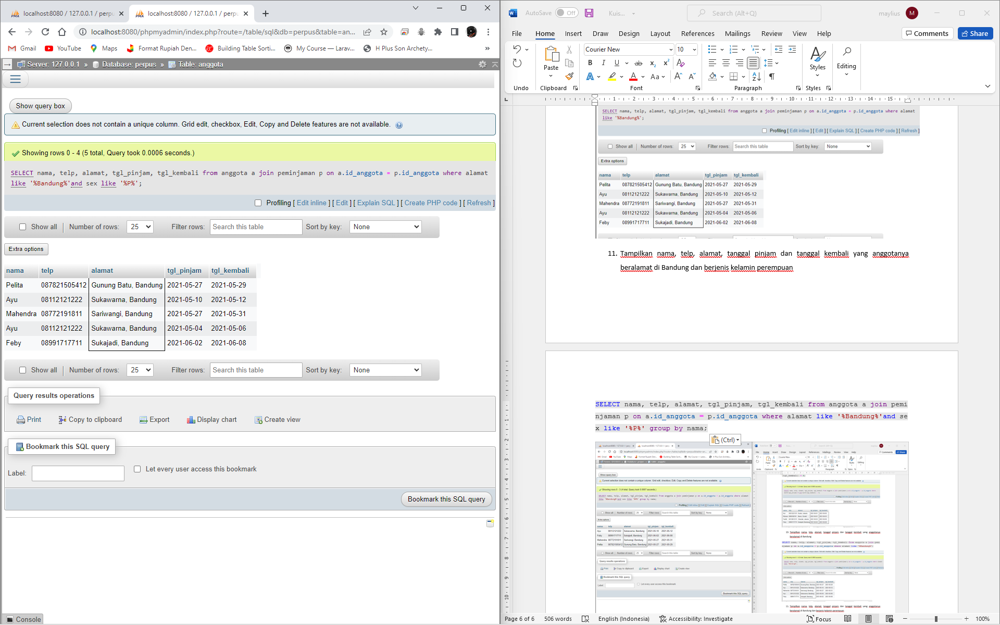 localhost:8080 / 127.0.0.1 / perpu
localhost:8080 / 127.0.0.1 / perpu
localhost:8080/phpmyadmin/index.php?route=/table/sql&db=perpus&table=an...
Gmail YouTube Maps Format Rupiah Den... Building Table Sorti... My Course — Larav... H Plus Son Archety... »
Server: 127.0.0.1 » Database: perpus » Table: anggota
Show query box
Current selection does not contain a unique column. Grid edit, checkbox, Edit, Copy and Delete features are not available.
Showing rows 0 - 4 (5 total, Query took 0.0006 seconds.)
SELECT nama, telp, alamat, tgl_pinjam, tgl_kembali from anggota a join peminjaman p on a.id_anggota = p.id_anggota where alamat
like '%Bandung%'and sex like '%P%';
Profiling [ Edit inline ] [ Edit ] [ Explain SQL ] [ Create PHP code ] [ Refresh ]
Show all Number of rows: 25 Filter rows: Search this table Sort by key: None
Extra options
nama telp alamat tgl_pinjam tgl_kembali
Pelita 087821505412 Gunung Batu, Bandung 2021-05-27 2021-05-29
Ayu 08112121222 Sukawarna, Bandung 2021-05-10 2021-05-12
Mahendra 08772191811 Sariwangi, Bandung 2021-05-27 2021-05-31
Ayu 08112121222 Sukawarna, Bandung 2021-05-04 2021-05-06
Feby 08991717711 Sukajadi, Bandung 2021-06-02 2021-06-08
Show all Number of rows: 25 Filter rows: Search this table Sort by key: None
Query results operations
Print Copy to clipboard Export Display chart Create view
Bookmark this SQL query
Label: Let every user access this bookmark
Bookmark this SQL query
Console
AutoSave Off Kuis... Search (Alt+Q) maylius M
File Home Insert Draw Design Layout References Mailings Review View Help Comments Share
Paste Courier New 10 Styles Editing
Undo Clipboard Font Paragraph Styles
1 2 3 4 5 6 7 8 9 10 11 12 13 14 15
SELECT nama, telp, alamat, tgl_pinjam, tgl_kembali from anggota a join peminjaman p on a.id_anggota = p.id_anggota where alamat
like '%Bandung%';
Profiling [ Edit inline ] [ Edit ] [ Explain SQL ] [ Create PHP code ] [ Refresh ]
Show all Number of rows: 25 Filter rows: Search this table Sort by key: None
Extra options
nama telp alamat tgl_pinjam tgl_kembali
Pelita 087821505412 Gunung Batu, Bandung 2021-05-27 2021-05-29
Ayu 08112121222 Sukawarna, Bandung 2021-05-10 2021-05-12
Mahendra 08772191811 Sariwangi, Bandung 2021-05-27 2021-05-31
Ayu 08112121222 Sukawarna, Bandung 2021-05-04 2021-05-06
Feby 08991717711 Sukajadi, Bandung 2021-06-02 2021-06-08
11. Tampilkan nama, telp, alamat, tanggal pinjam dan tanggal kembali yang anggotanya
beralamat di Bandung dan berjenis kelamin perempuan
SELECT nama, telp, alamat, tgl_pinjam, tgl_kembali from anggota a join pemi
njaman p on a.id_anggota = p.id_anggota where alamat like '%Bandung%'and se
x like '%P%' group by nama;
(Ctrl)
Page 6 of 6 506 words English (Indonesia) Accessibility: Investigate Focus 100%